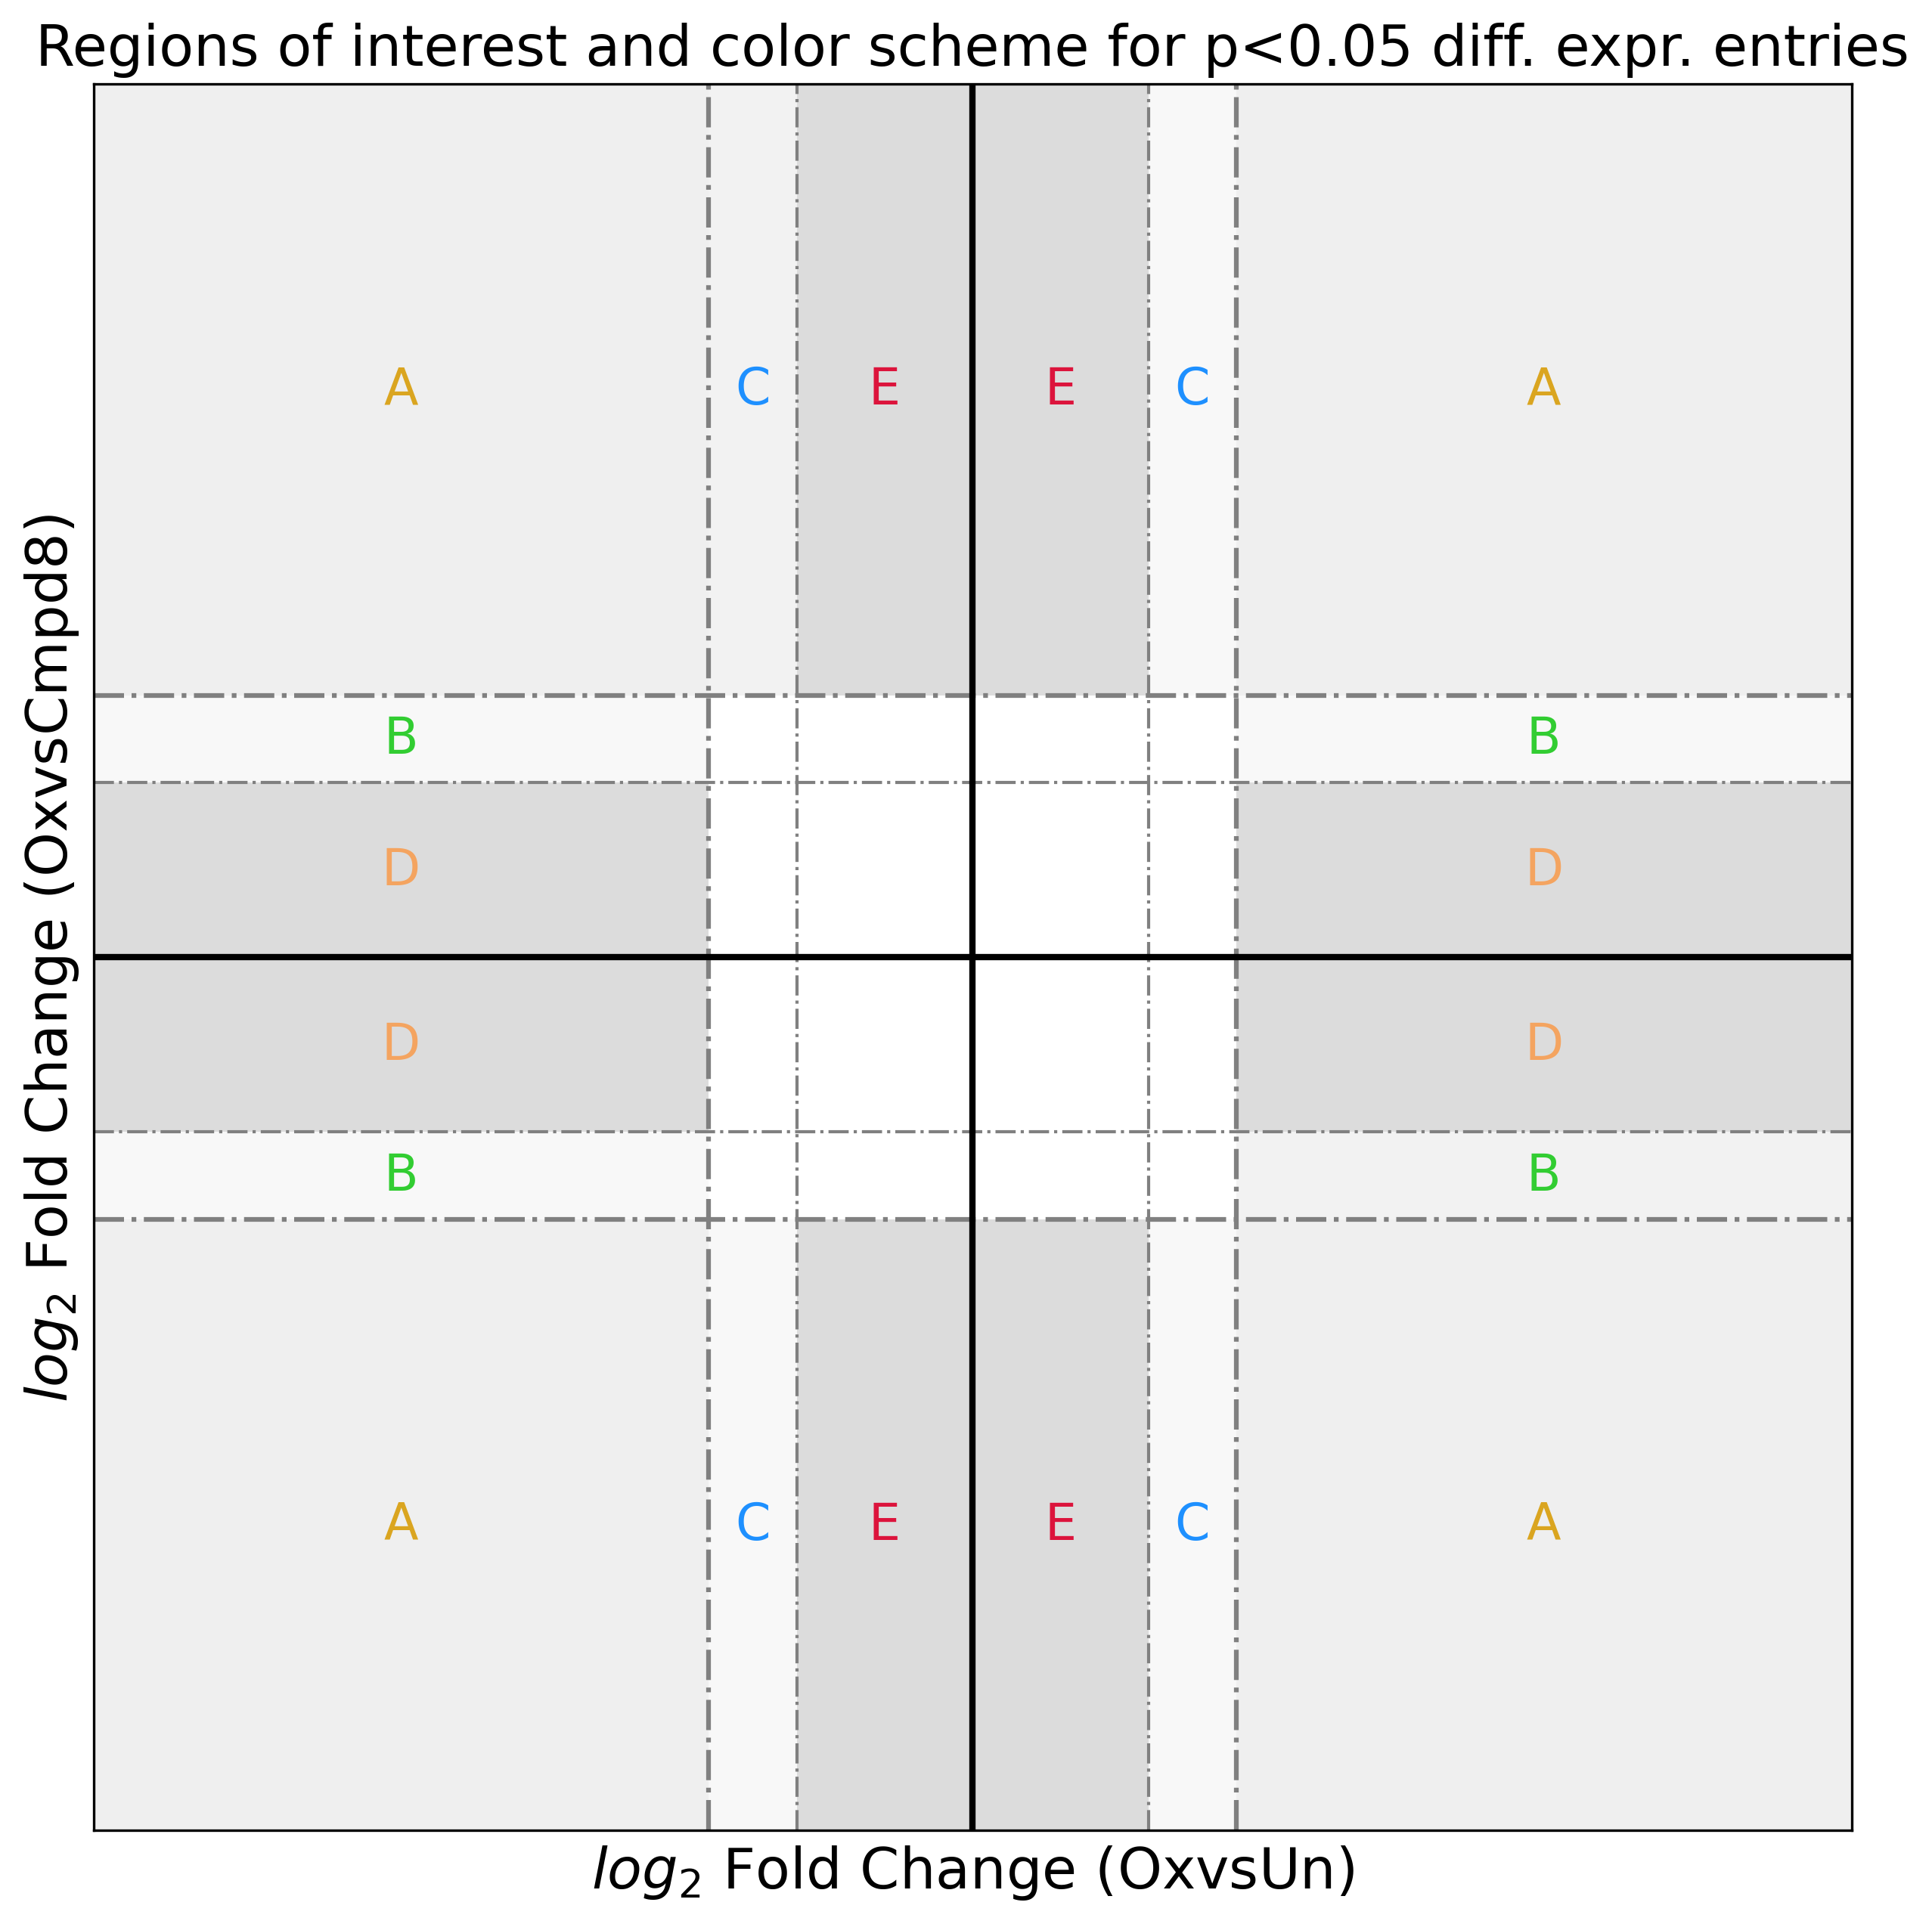 Regions of interest and color scheme for p<0.05 diff. expr. entries
A C E E C A
B B
D D
D D
B B
A C E E C A
log₂ Fold Change (OxvsCmpd8)
log₂ Fold Change (OxvsUn)